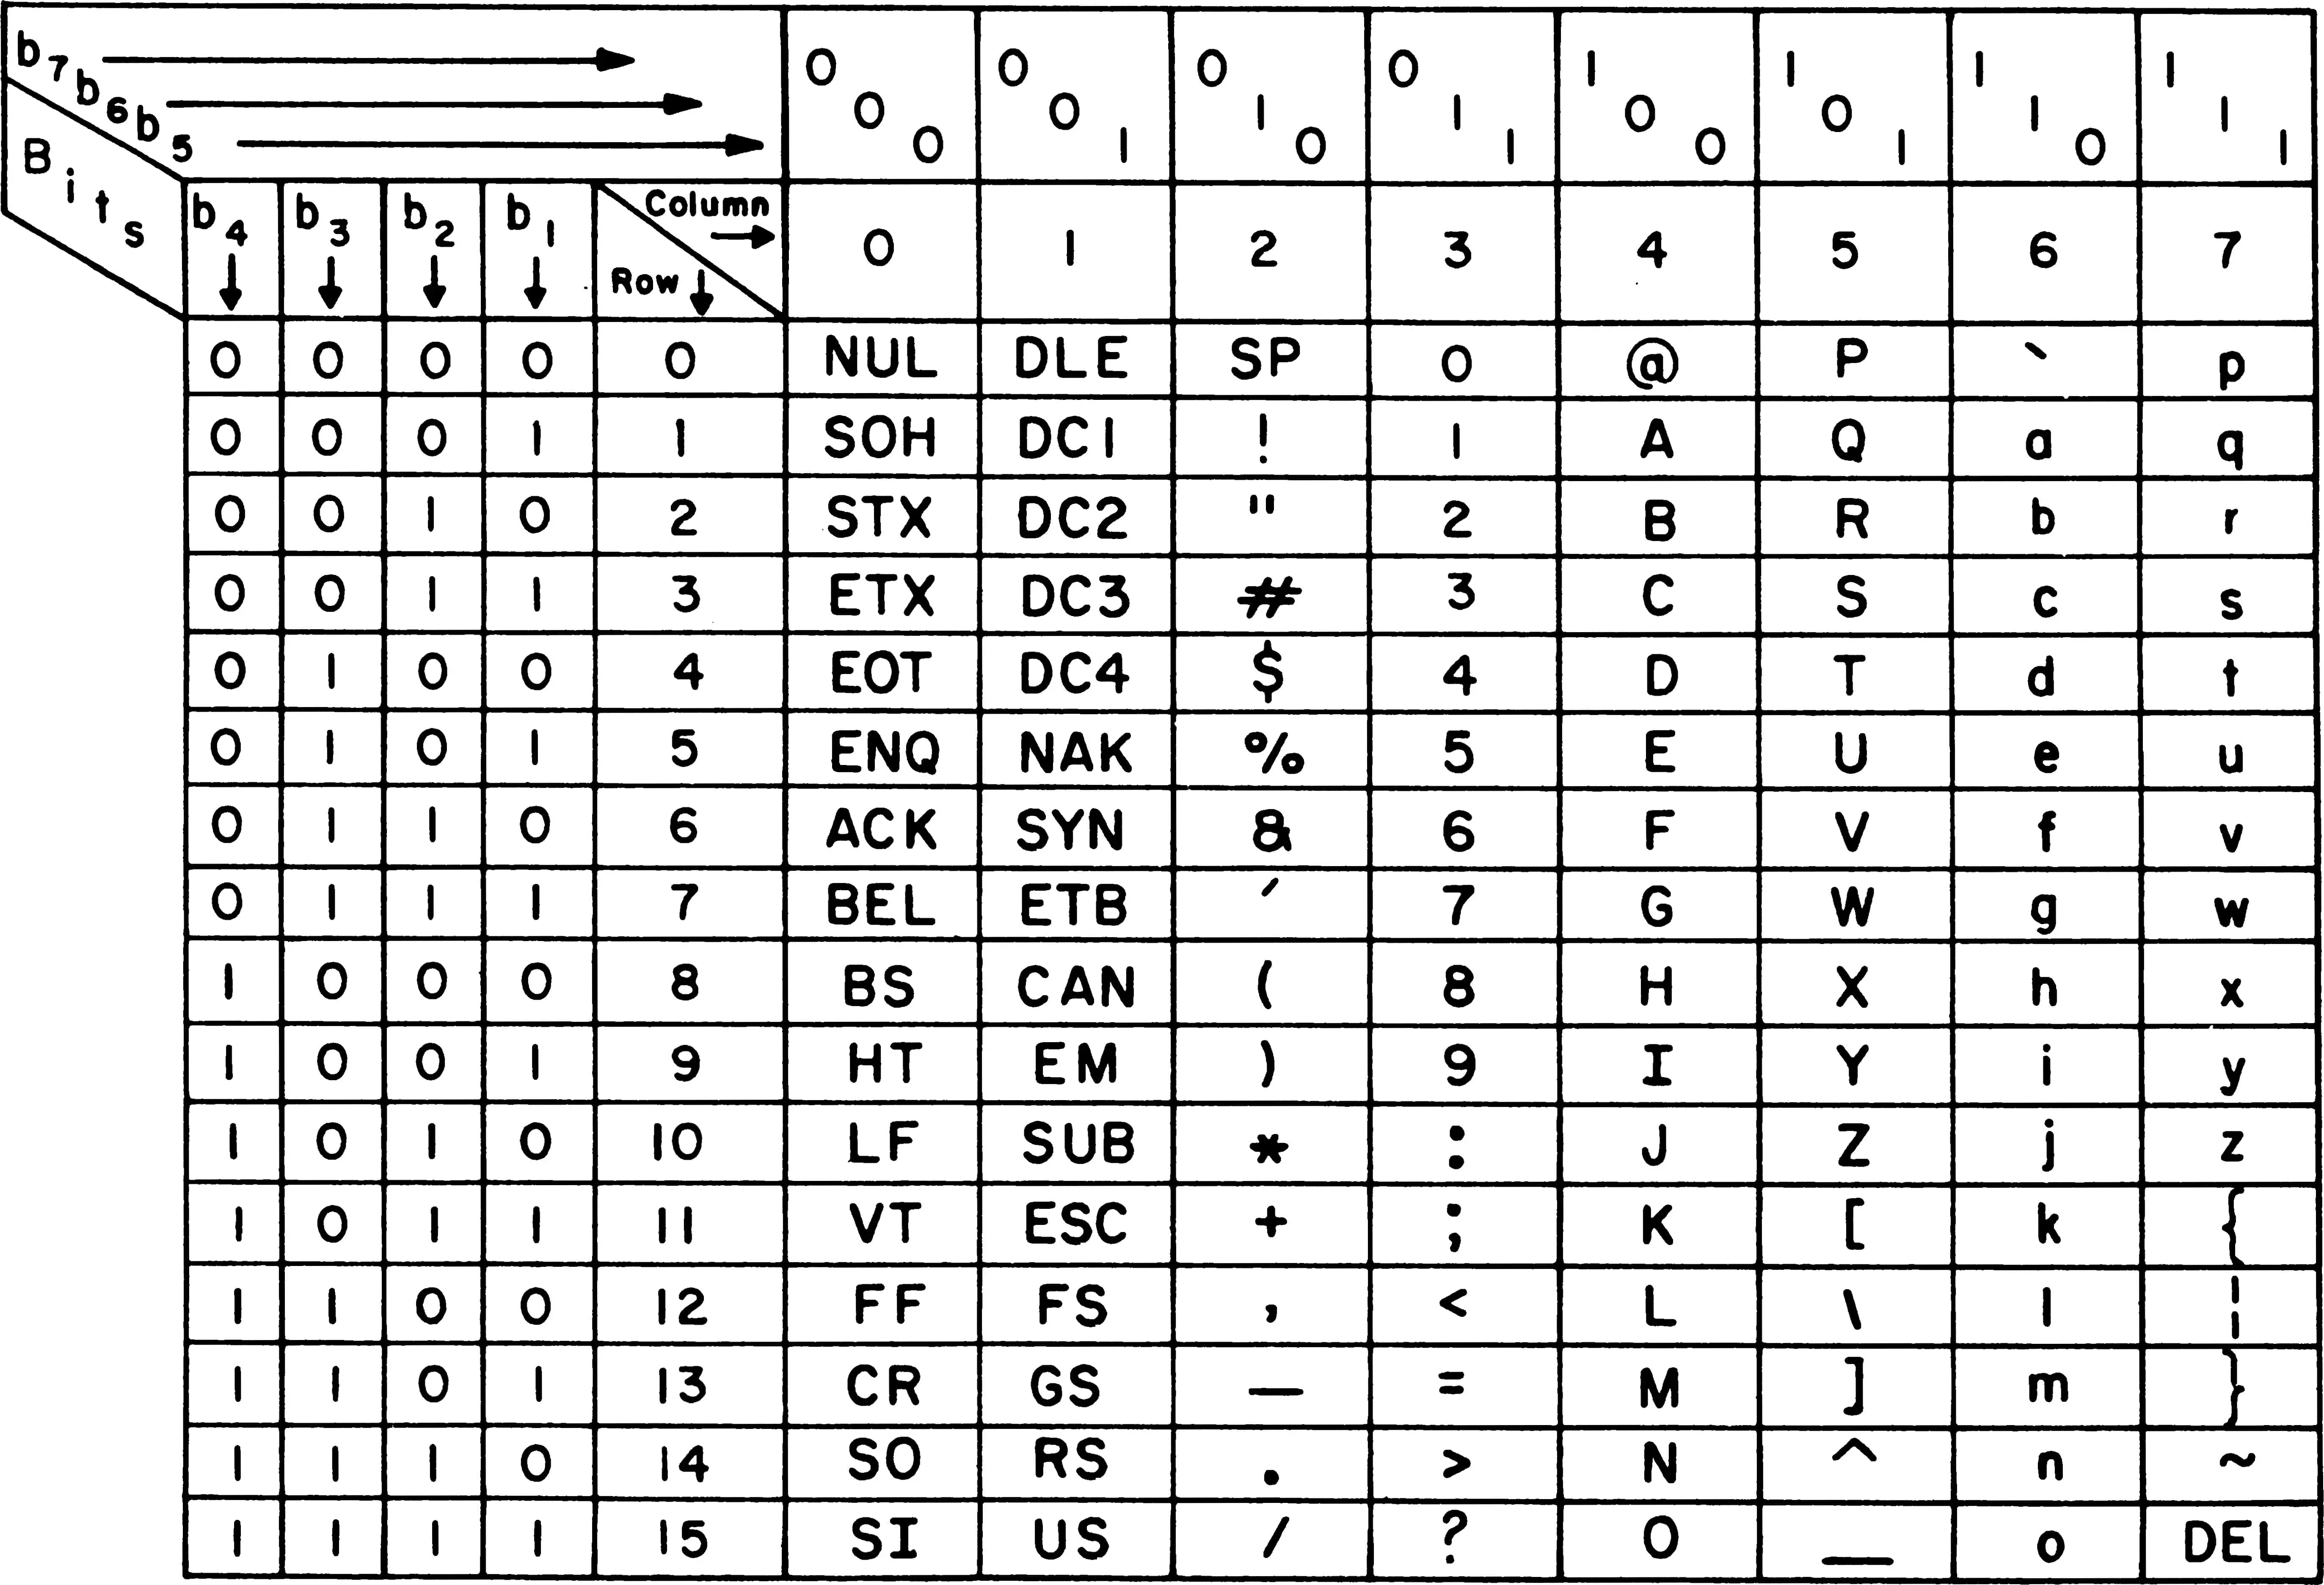 b7 0 0 0 0 1 1 1 1
b6 0 0 1 1 0 0 1 1
b5 0 1 0 1 0 1 0 1
Bits
b4 b3 b2 b1 Column Row 0 1 2 3 4 5 6 7
0 0 0 0 0 NUL DLE SP 0 @ P ` p
0 0 0 1 1 SOH DC1 ! 1 A Q a q
0 0 1 0 2 STX DC2 " 2 B R b r
0 0 1 1 3 ETX DC3 # 3 C S c s
0 1 0 0 4 EOT DC4 $ 4 D T d t
0 1 0 1 5 ENQ NAK % 5 E U e u
0 1 1 0 6 ACK SYN & 6 F V f v
0 1 1 1 7 BEL ETB ′ 7 G W g w
1 0 0 0 8 BS CAN ( 8 H X h x
1 0 0 1 9 HT EM ) 9 I Y i y
1 0 1 0 10 LF SUB * : J Z j z
1 0 1 1 11 VT ESC + ; K [ k {
1 1 0 0 12 FF FS , < L \ l ¦
1 1 0 1 13 CR GS — = M ] m }
1 1 1 0 14 SO RS . > N ^ n ~
1 1 1 1 15 SI US / ? O _ o DEL